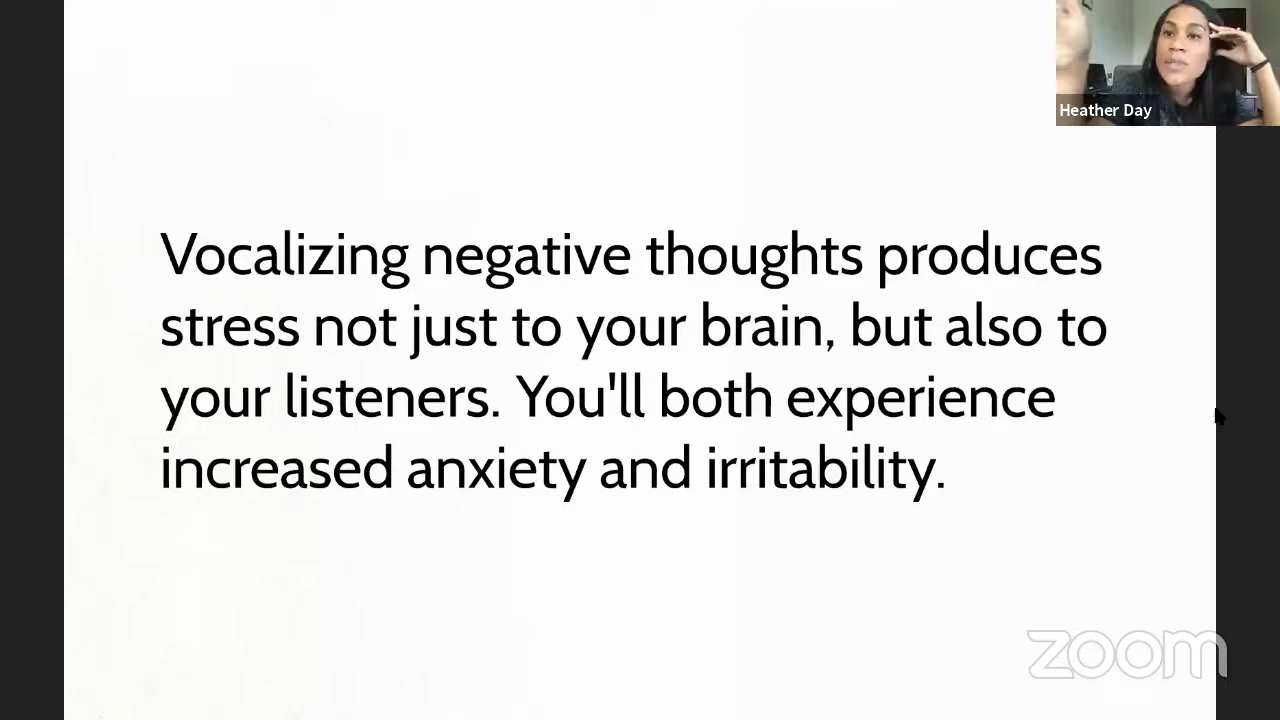 Heather Day
Vocalizing negative thoughts produces
stress not just to your brain, but also to
your listeners. You'll both experience
increased anxiety and irritability.
zoom